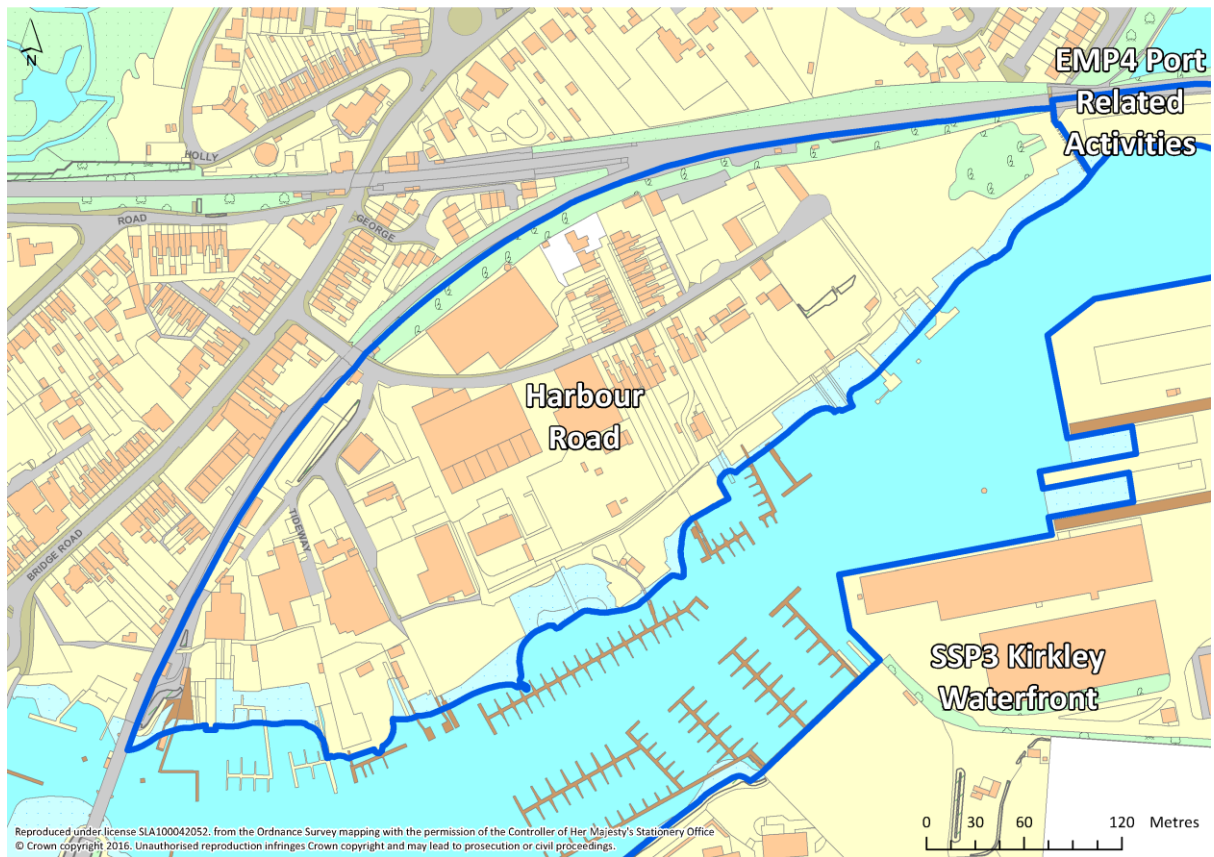 N
EMP4 Port
Related
Activities
HOLLY
ROAD
GEORGE
Harbour
Road
TIDEWAY
BRIDGE ROAD
SSP3 Kirkley
Waterfront
Reproduced under license SLA100042052. from the Ordnance Survey mapping with the permission of the Controller of Her Majesty's Stationery Office
© Crown copyright 2016. Unauthorised reproduction infringes Crown copyright and may lead to prosecution or civil proceedings.
0 30 60 120 Metres